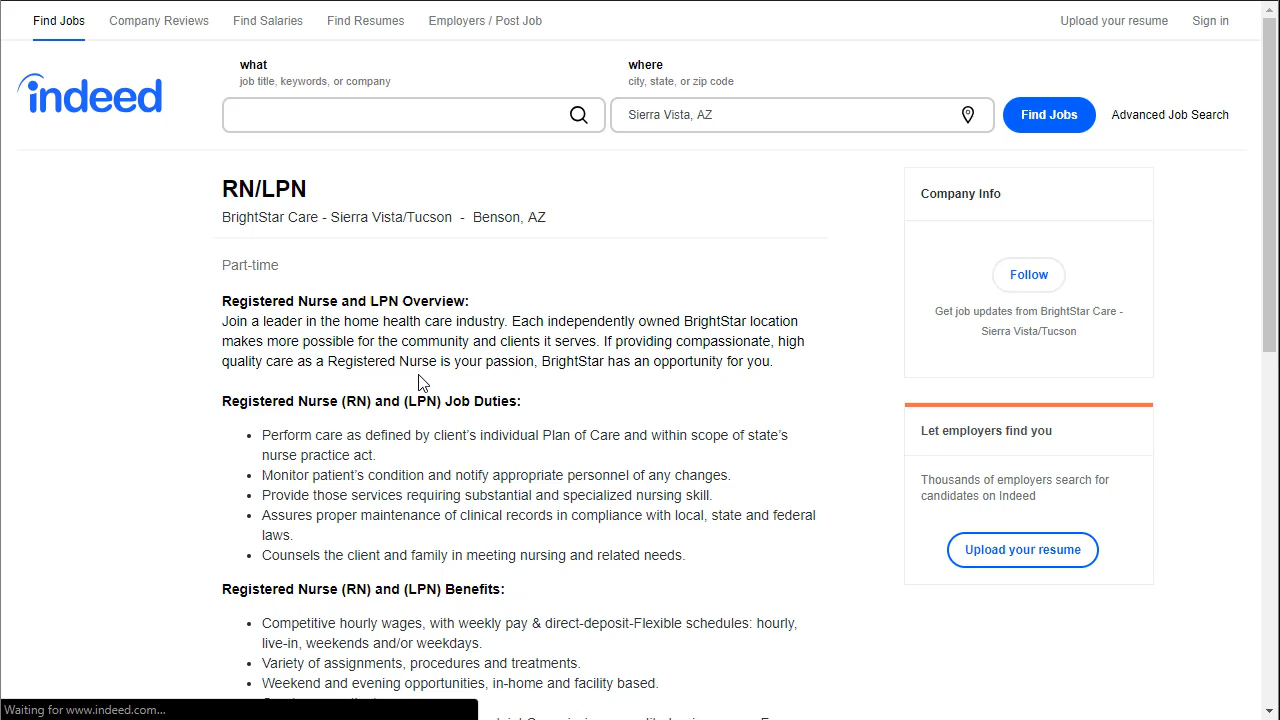 Find Jobs Company Reviews Find Salaries Find Resumes Employers / Post Job Upload your resume Sign in
what
job title, keywords, or company
where
city, state, or zip code
indeed
Sierra Vista, AZ
Find Jobs
Advanced Job Search
RN/LPN
BrightStar Care - Sierra Vista/Tucson - Benson, AZ
Part-time
Registered Nurse and LPN Overview:
Join a leader in the home health care industry. Each independently owned BrightStar location
makes more possible for the community and clients it serves. If providing compassionate, high
quality care as a Registered Nurse is your passion, BrightStar has an opportunity for you.
Registered Nurse (RN) and (LPN) Job Duties:
• Perform care as defined by client’s individual Plan of Care and within scope of state’s
nurse practice act.
• Monitor patient’s condition and notify appropriate personnel of any changes.
• Provide those services requiring substantial and specialized nursing skill.
• Assures proper maintenance of clinical records in compliance with local, state and federal
laws.
• Counsels the client and family in meeting nursing and related needs.
Registered Nurse (RN) and (LPN) Benefits:
• Competitive hourly wages, with weekly pay & direct-deposit-Flexible schedules: hourly,
live-in, weekends and/or weekdays.
• Variety of assignments, procedures and treatments.
• Weekend and evening opportunities, in-home and facility based.
Company Info
Follow
Get job updates from BrightStar Care -
Sierra Vista/Tucson
Let employers find you
Thousands of employers search for
candidates on Indeed
Upload your resume
Waiting for www.indeed.com...